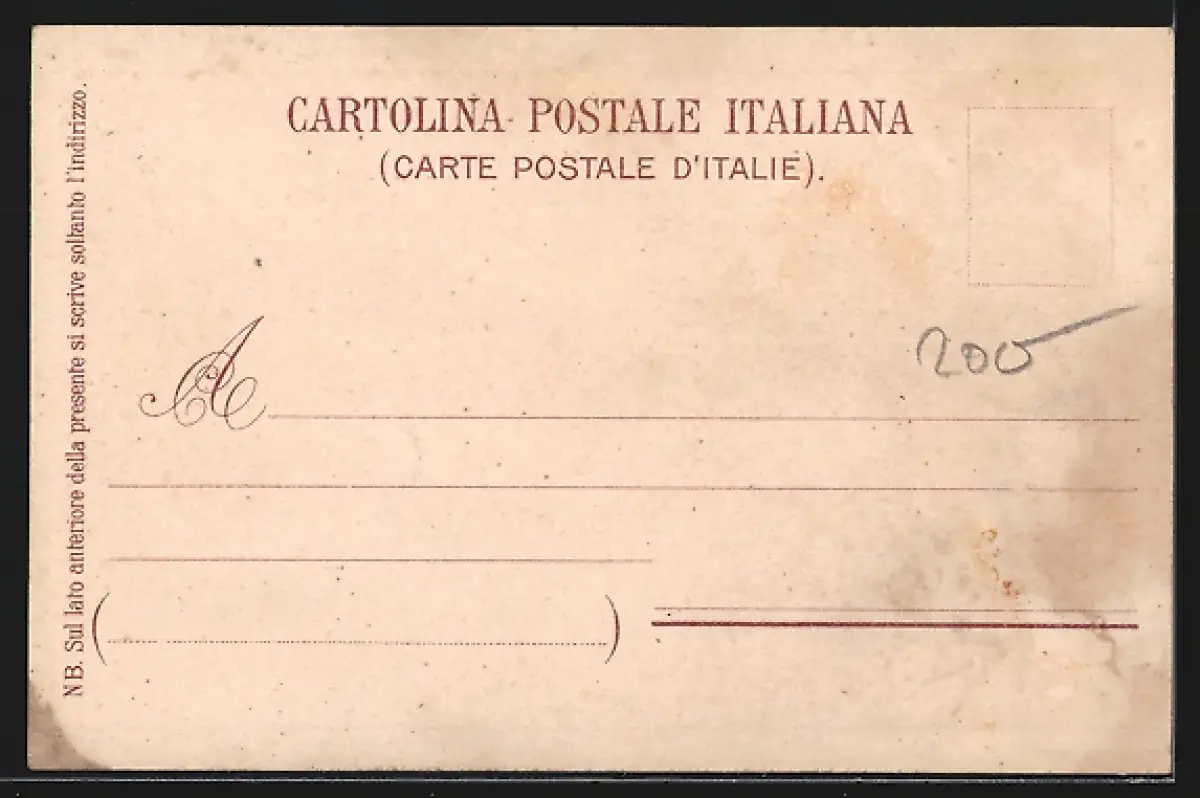 CARTOLINA POSTALE ITALIANA
(CARTE POSTALE D'ITALIE).
200
A
( )
NB. Sul lato anteriore della presente si scrive soltanto l'indirizzo.